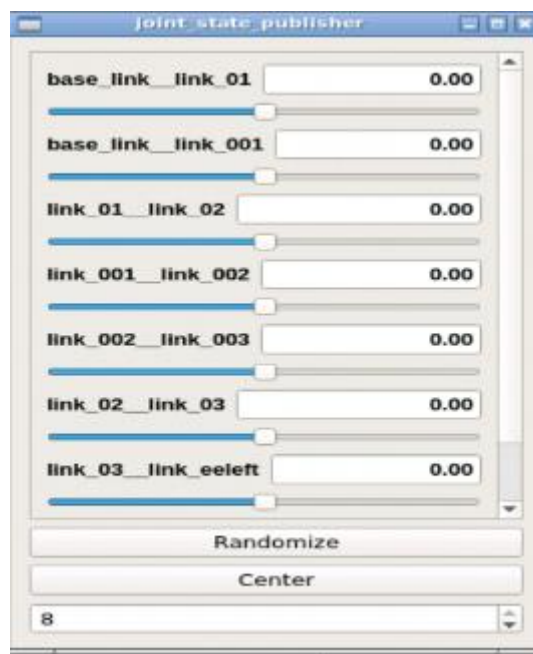 joint_state_publisher
base_link__link_01 0.00
base_link__link_001 0.00
link_01__link_02 0.00
link_001__link_002 0.00
link_002__link_003 0.00
link_02__link_03 0.00
link_03__link_eeleft 0.00
Randomize
Center
8